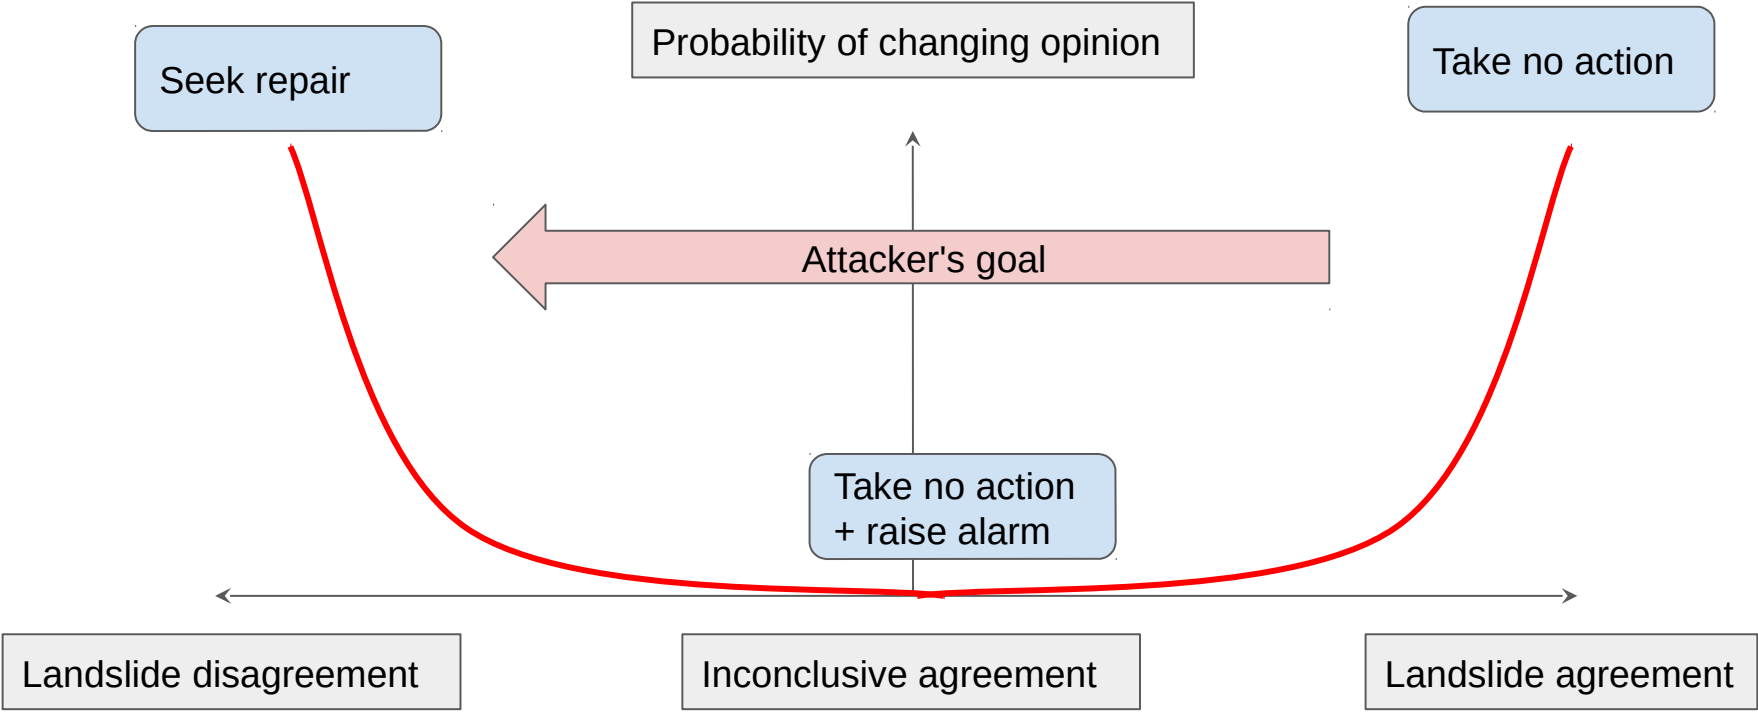 Seek repair
Probability of changing opinion
Take no action
Attacker's goal
Take no action
+ raise alarm
Landslide disagreement
Inconclusive agreement
Landslide agreement